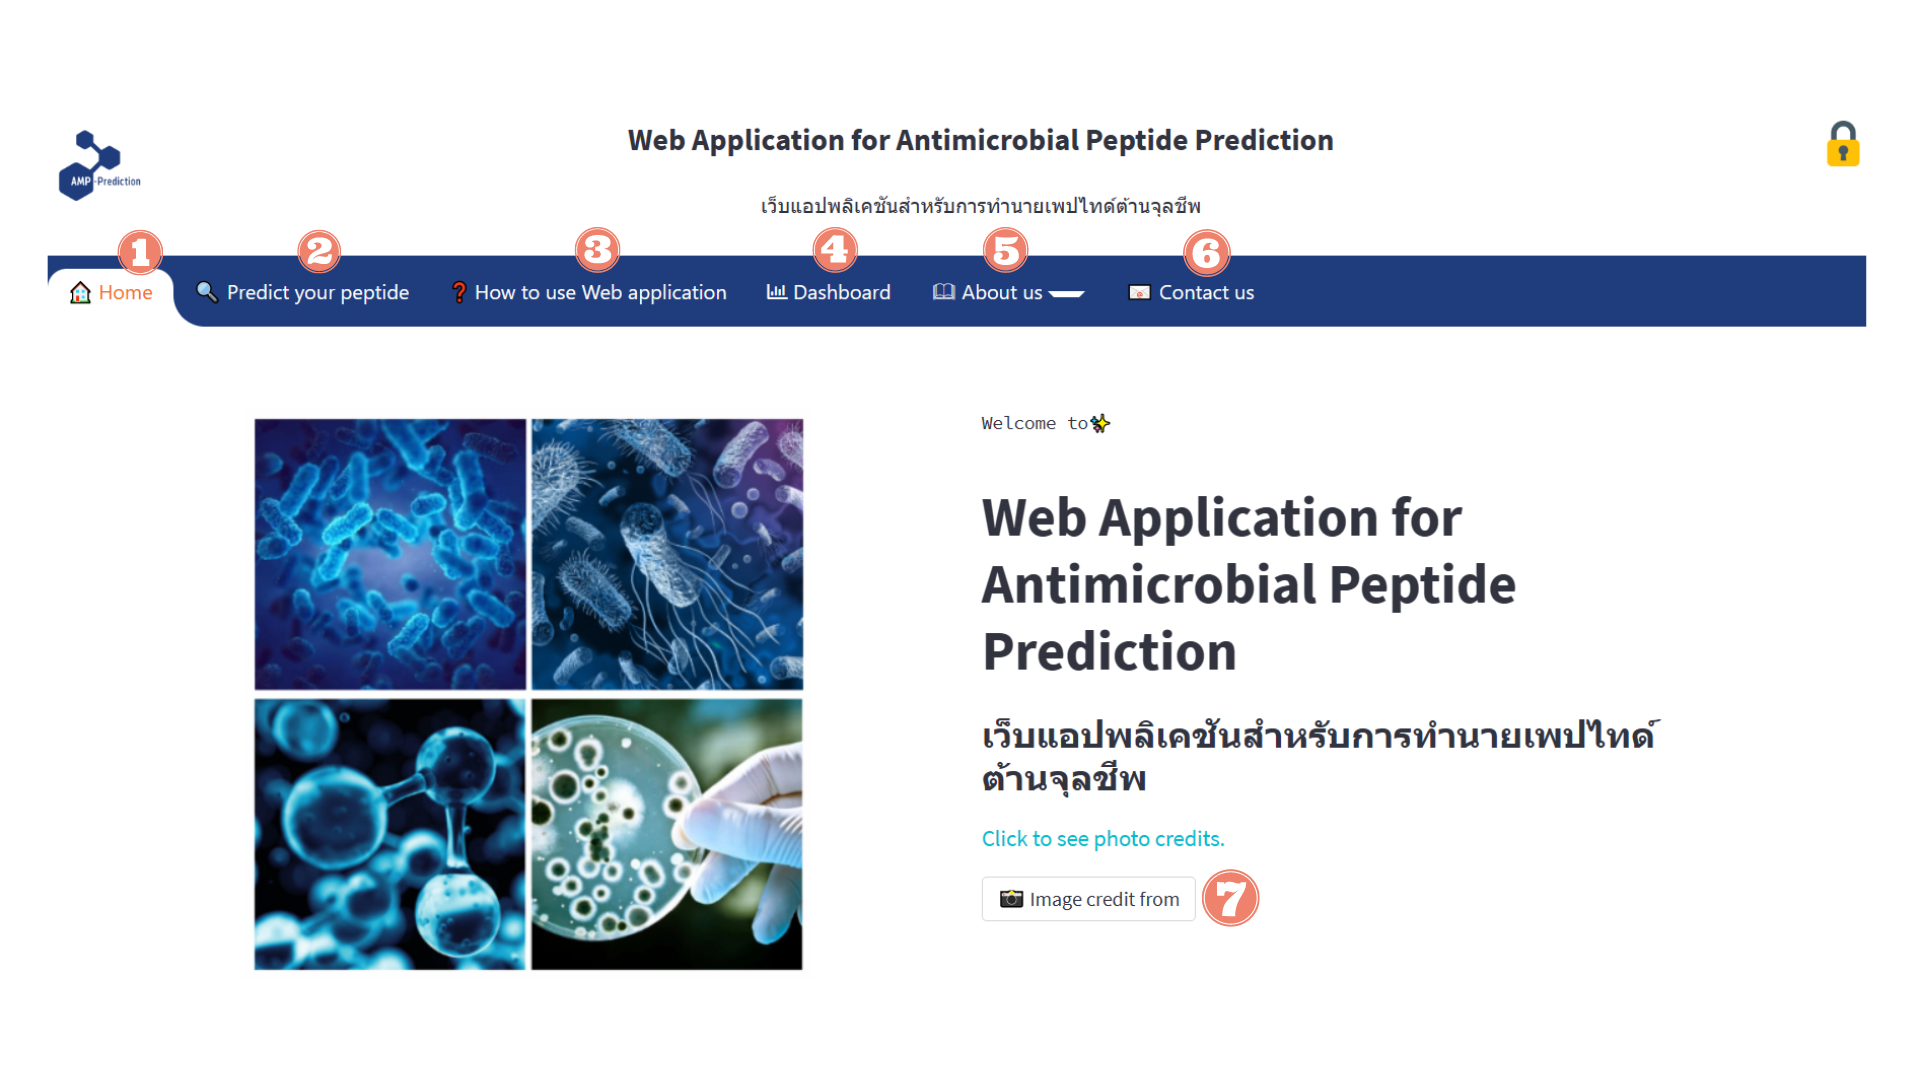 AMP-Prediction
Web Application for Antimicrobial Peptide Prediction
เว็บแอปพลิเคชันสำหรับการทำนายเพปไทด์ต้านจุลชีพ
1 2 3 4 5 6
Home Predict your peptide How to use Web application Dashboard About us Contact us
Welcome to
Web Application for
Antimicrobial Peptide
Prediction
เว็บแอปพลิเคชันสำหรับการทำนายเพปไทด์
ต้านจุลชีพ
Click to see photo credits.
Image credit from 7